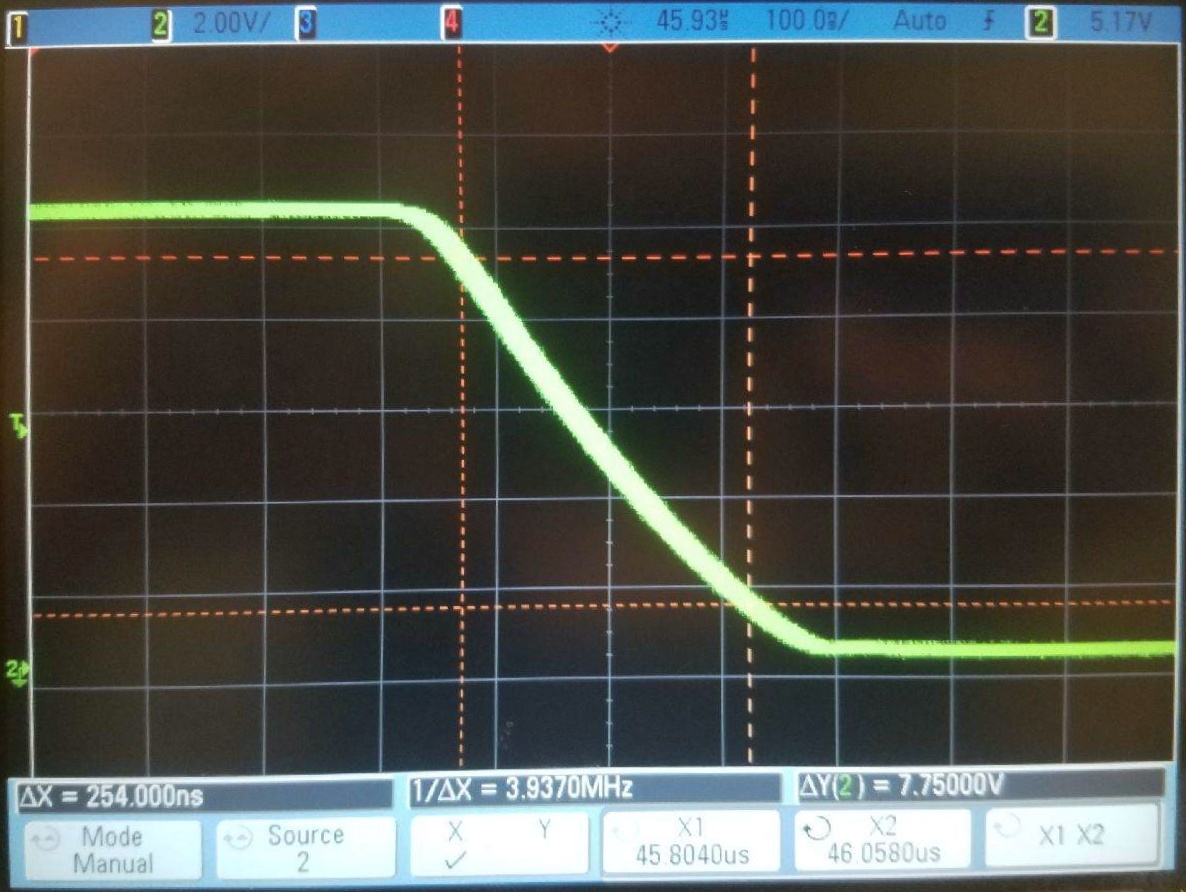 1 2 2.00V/ 3 4 45.93us 100.0ns/ Auto 2 5.17V
T
2
ΔX = 254.000ns 1/ΔX = 3.9370MHz ΔY(2) = 7.75000V
Mode Source X Y X1 X2 X1 X2
Manual 2 45.8040us 46.0580us